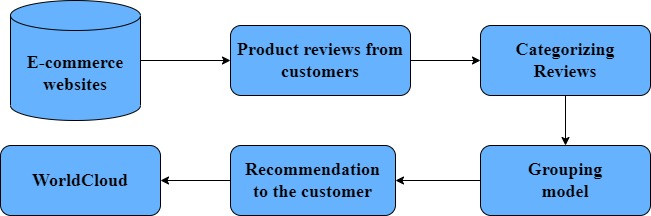 E-commerce
websites
Product reviews from
customers
Categorizing
Reviews
Grouping
model
Recommendation
to the customer
WorldCloud